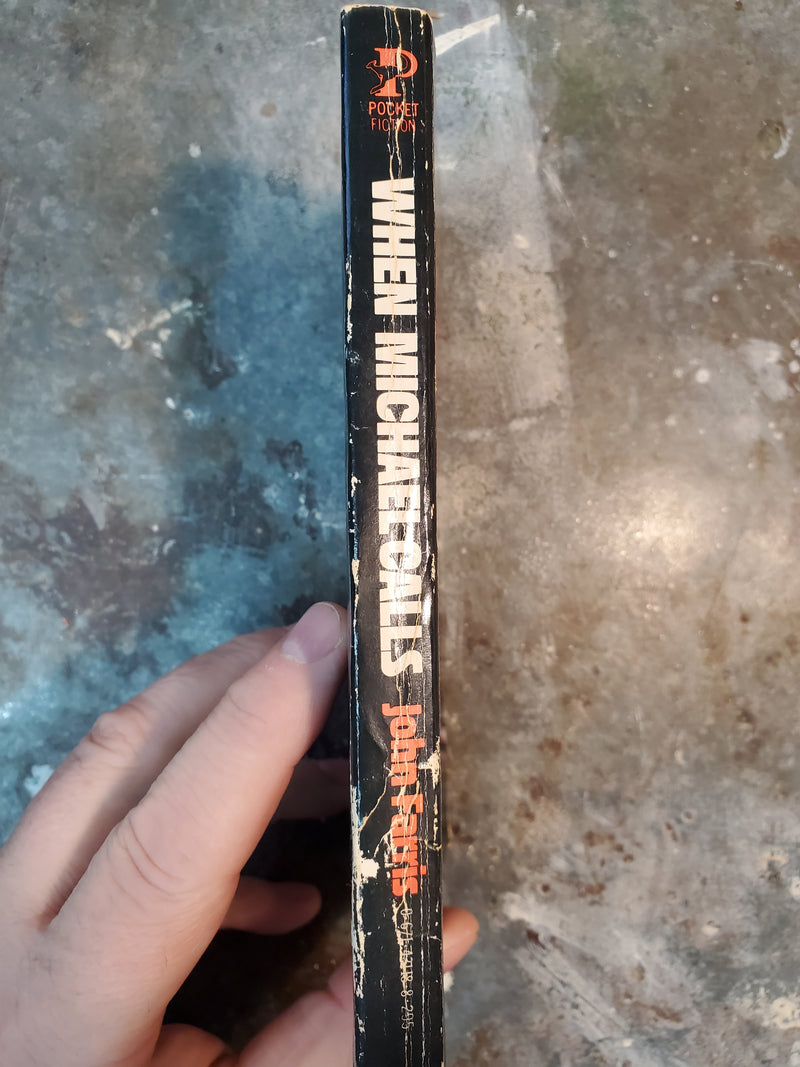 POCKET
FICTION
WHEN MICHAEL CALLS
John Farris